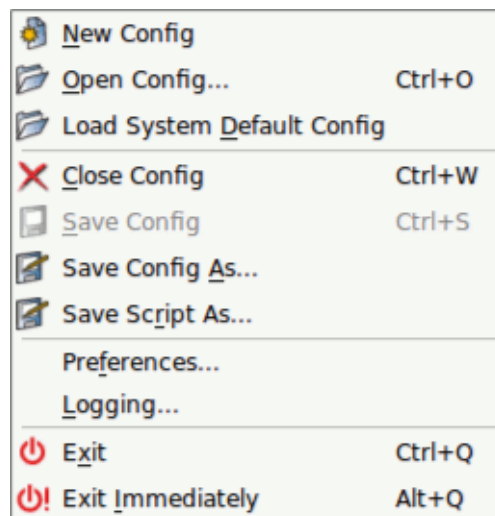 New Config
Open Config... Ctrl+O
Load System Default Config
Close Config Ctrl+W
Save Config Ctrl+S
Save Config As...
Save Script As...
Preferences...
Logging...
Exit Ctrl+Q
Exit Immediately Alt+Q